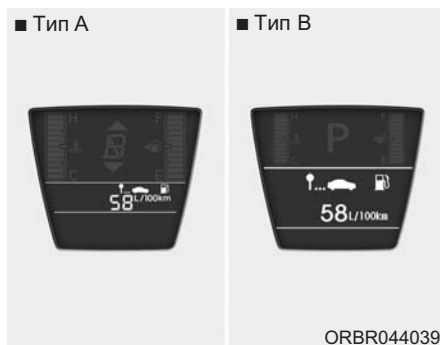 ■ Тип А
H F
C E
58 L/100km
■ Тип В
H F
P
C E
58 L/100km
ORBR044039